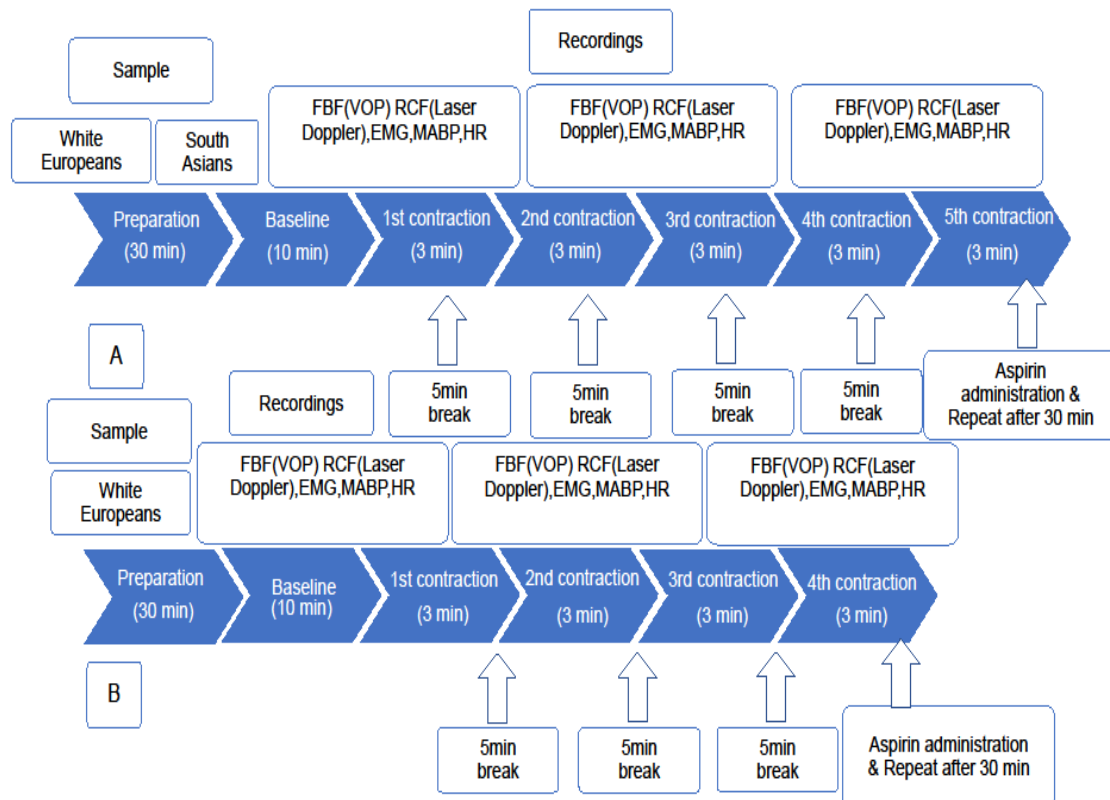 Recordings
Sample
FBF(VOP) RCF(Laser
Doppler),EMG,MABP,HR
FBF(VOP) RCF(Laser
Doppler),EMG,MABP,HR
FBF(VOP) RCF(Laser
Doppler),EMG,MABP,HR
White
Europeans
South
Asians
Preparation
(30 min)
Baseline
(10 min)
1st contraction
(3 min)
2nd contraction
(3 min)
3rd contraction
(3 min)
4th contraction
(3 min)
5th contraction
(3 min)
A
5min
break
5min
break
5min
break
5min
break
Aspirin
administration &
Repeat after 30 min
Sample
Recordings
White
Europeans
FBF(VOP) RCF(Laser
Doppler),EMG,MABP,HR
FBF(VOP) RCF(Laser
Doppler),EMG,MABP,HR
FBF(VOP) RCF(Laser
Doppler),EMG,MABP,HR
Preparation
(30 min)
Baseline
(10 min)
1st contraction
(3 min)
2nd contraction
(3 min)
3rd contraction
(3 min)
4th contraction
(3 min)
B
5min
break
5min
break
5min
break
Aspirin administration
& Repeat after 30 min